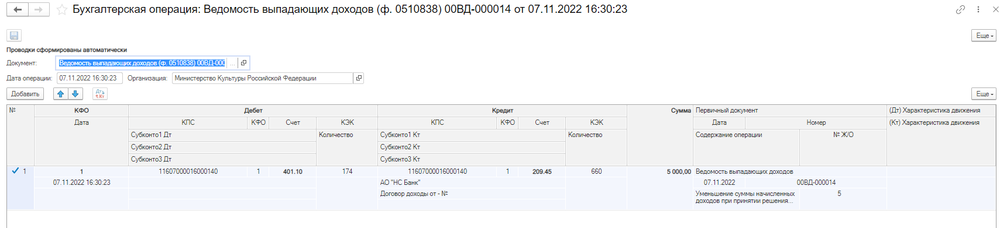 Бухгалтерская операция: Ведомость выпадающих доходов (ф. 0510838) 00ВД-000014 от 07.11.2022 16:30:23
Еще
Проводки сформированы автоматически
Документ: Ведомость выпадающих доходов (ф. 0510838) 00ВД-000 ...
Дата операции: 07.11.2022 16:30:23 Организация: Министерство Культуры Российской Федерации
Добавить Дт Кт Еще
№ КФО Дебет Кредит Сумма Первичный документ (Дт) Характеристика движения
Дата КПС КФО Счет КЭК КПС КФО Счет КЭК Дата Номер (Кт) Характеристика движения
Субконто1 Дт Количество Субконто1 Кт Количество Содержание операции № Ж/О
Субконто2 Дт Субконто2 Кт
Субконто3 Дт Субконто3 Кт
1 1 11607000016000140 1 401.10 174 11607000016000140 1 209.45 660 5 000,00 Ведомость выпадающих доходов
07.11.2022 16:30:23 АО "НС Банк" 07.11.2022 00ВД-000014
Договор доходы от - № Уменьшение суммы начисленных 5
доходов при принятии решения...